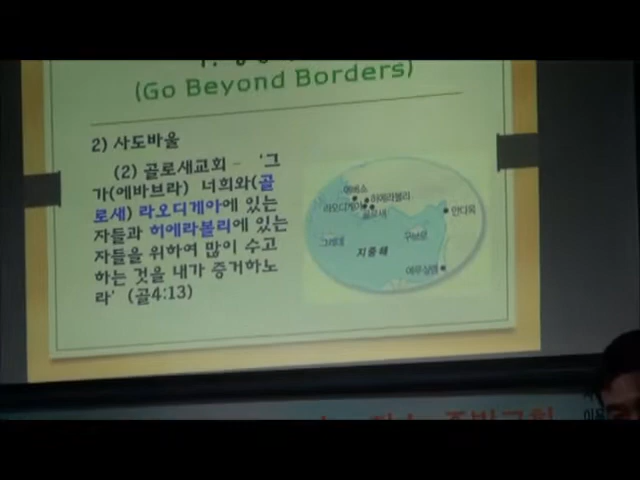 (Go Beyond Borders)
2) 사도바울
(2) 골로새교회 - '그
가(에바브라) 너희와(골
로새) 라오디게아에 있는
자들과 히에라볼리에 있는
자들을 위하여 많이 수고
하는 것을 내가 증거하노
라' (골4:13)
에베소
히에라볼리
라오디게아
골로새
안디옥
그레데
구브로
지중해
예루살렘